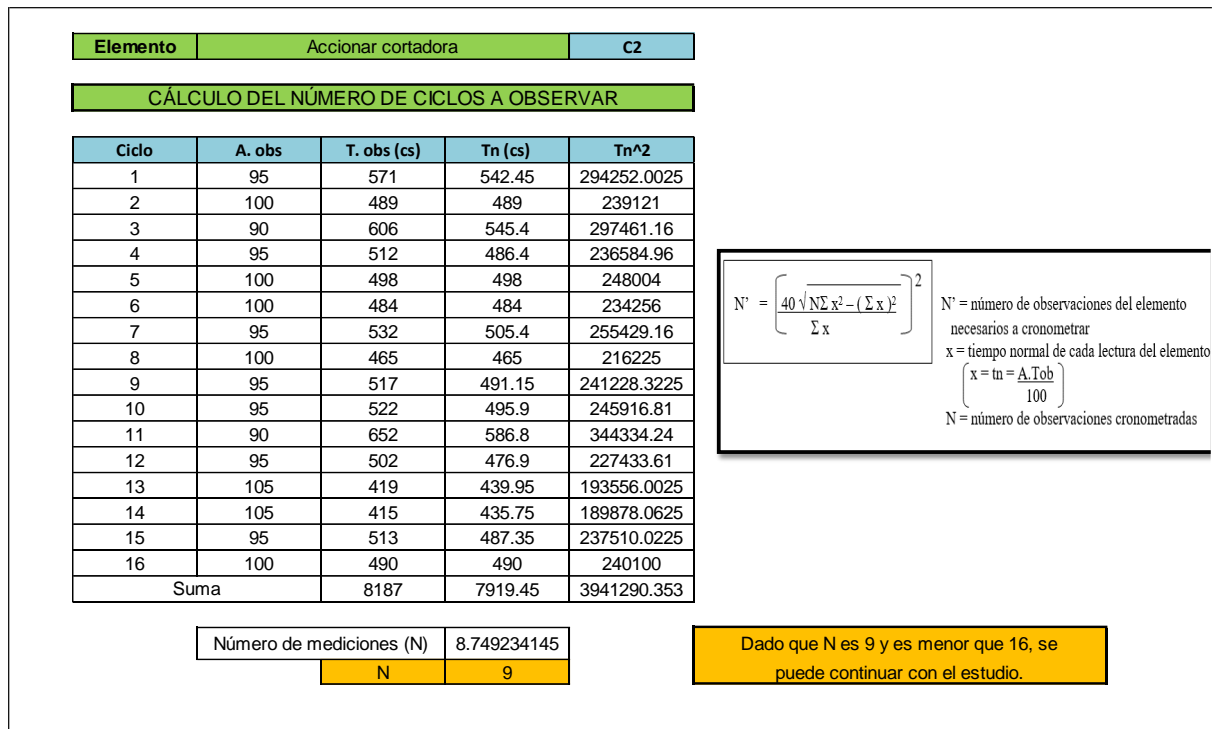 Elemento Accionar cortadora C2
CÁLCULO DEL NÚMERO DE CICLOS A OBSERVAR
Ciclo A. obs T. obs (cs) Tn (cs) Tn^2
1 95 571 542.45 294252.0025
2 100 489 489 239121
3 90 606 545.4 297461.16
4 95 512 486.4 236584.96
5 100 498 498 248004
6 100 484 484 234256
7 95 532 505.4 255429.16
8 100 465 465 216225
9 95 517 491.15 241228.3225
10 95 522 495.9 245916.81
11 90 652 586.8 344334.24
12 95 502 476.9 227433.61
13 105 419 439.95 193556.0025
14 105 415 435.75 189878.0625
15 95 513 487.35 237510.0225
16 100 490 490 240100
Suma 8187 7919.45 3941290.353
Número de mediciones (N) 8.749234145
N 9
N' = ( 40 √ NΣ x² – ( Σ x )² / Σ x ) 2
N' = número de observaciones del elemento
necesarios a cronometrar
x = tiempo normal de cada lectura del elemento
( x = tn = A.Tob / 100 )
N = número de observaciones cronometradas
Dado que N es 9 y es menor que 16, se
puede continuar con el estudio.